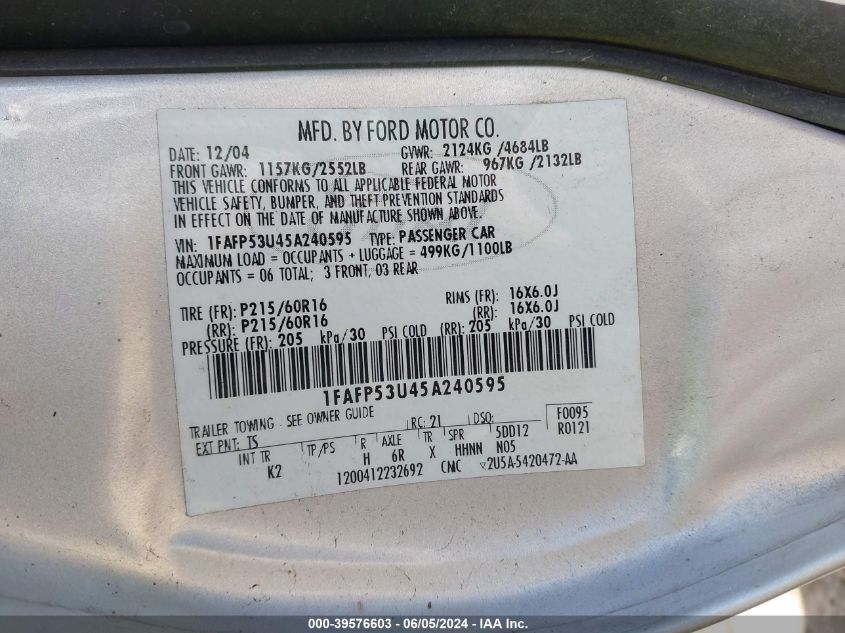 MFD. BY FORD MOTOR CO.
DATE: 12/04 GVWR: 2124KG /4684LB
FRONT GAWR: 1157KG/2552LB REAR GAWR: 967KG /2132LB
THIS VEHICLE CONFORMS TO ALL APPLICABLE FEDERAL MOTOR
VEHICLE SAFETY, BUMPER, AND THEFT PREVENTION STANDARDS
IN EFFECT ON THE DATE OF MANUFACTURE SHOWN ABOVE.
VIN: 1FAFP53U45A240595 TYPE: PASSENGER CAR
MAXIMUM LOAD = OCCUPANTS + LUGGAGE = 499KG/1100LB
OCCUPANTS = 06 TOTAL; 3 FRONT, 03 REAR
TIRE (FR): P215/60R16 RIMS (FR): 16X6.0J
(RR): P215/60R16 (RR): 16X6.0J
PRESSURE (FR): 205 kPa/30 PSI COLD (RR): 205 kPa/30 PSI COLD
1FAFP53U45A240595
TRAILER TOWING - SEE OWNER GUIDE
EXT PNT: TS RC: 21 DSO: F0095
INT TR TP/PS R AXLE TR SPR 5DD12 R0121
K2 H 6R X HHNN N05
1200412232692 CMC 2U5A-5420472-AA
000-39576603 - 06/05/2024 - IAAI.com